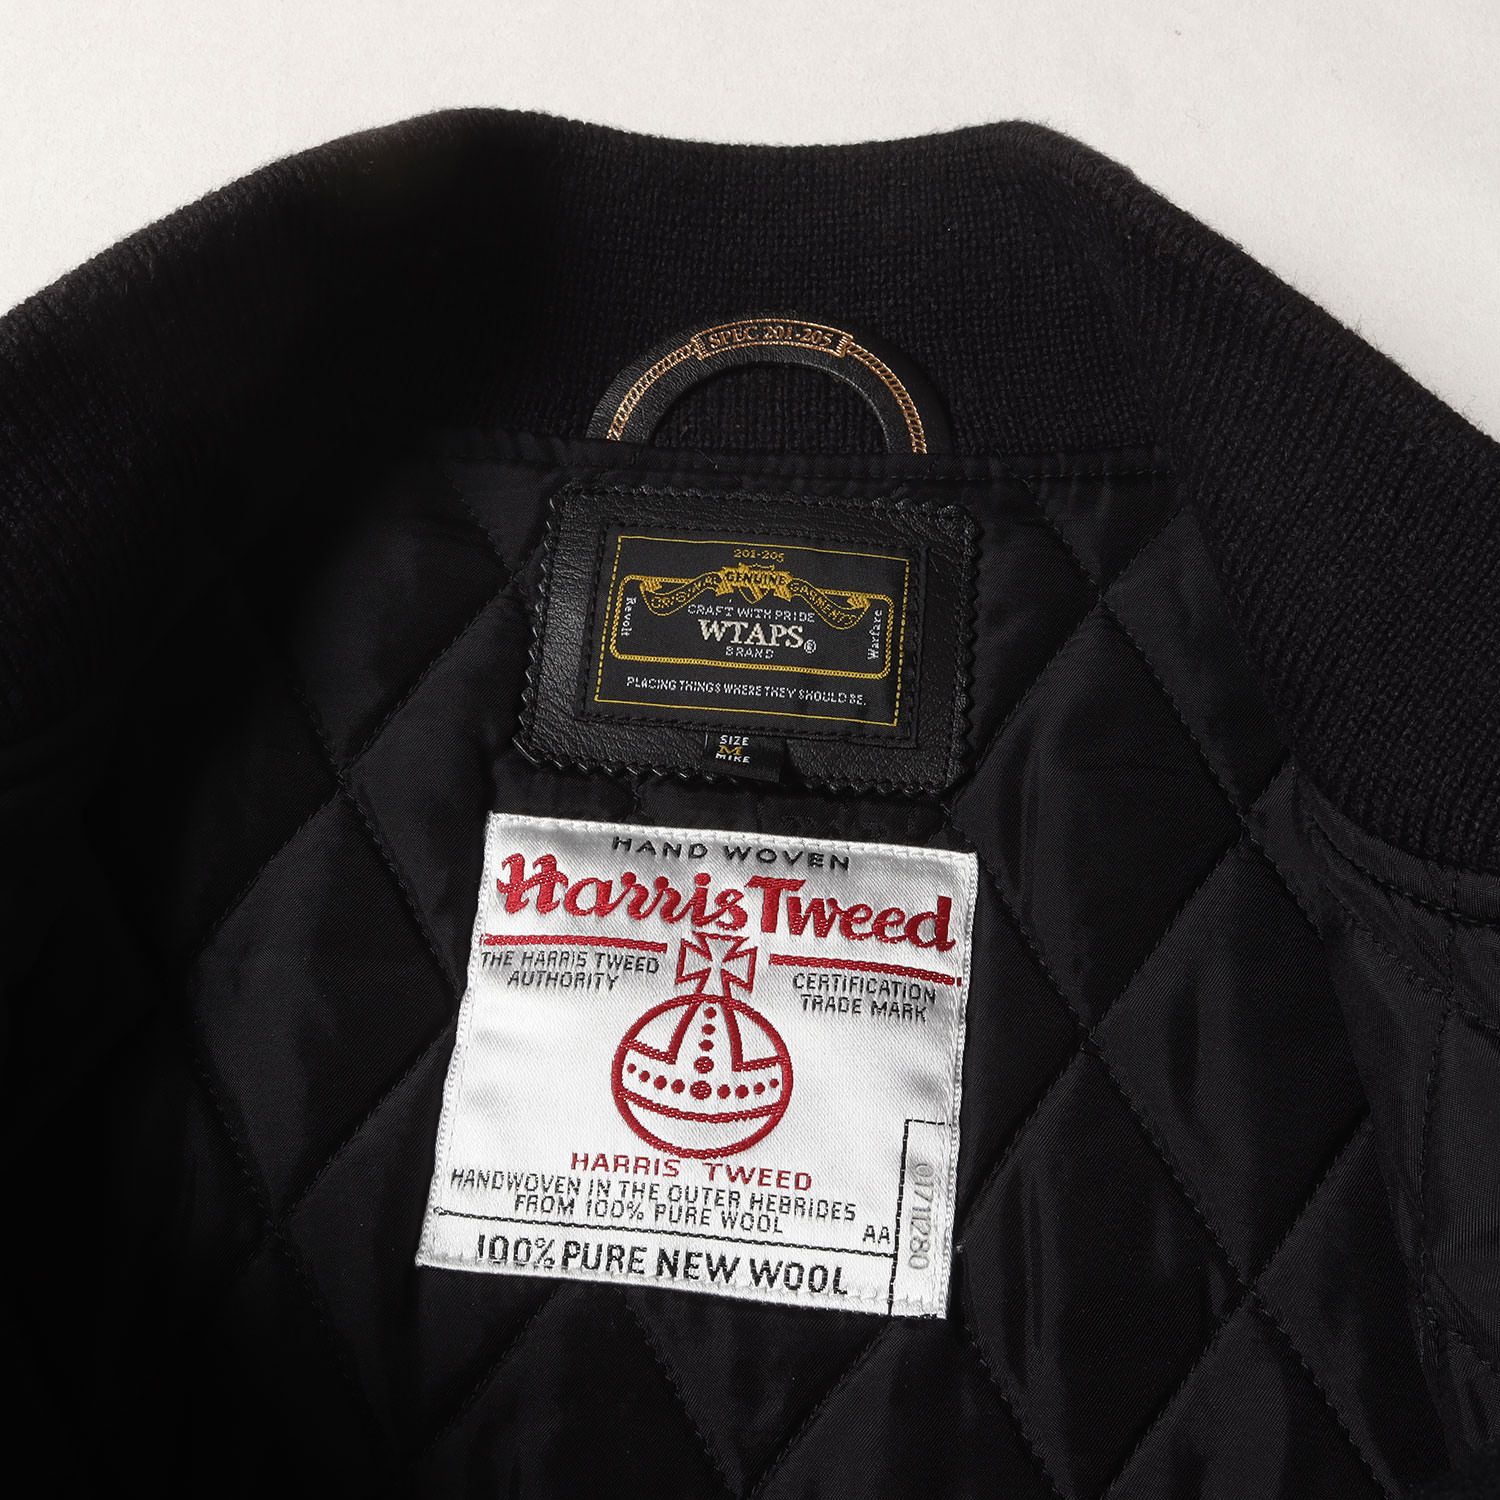 SPEC 201-205
201-205
ORIGINAL GENUINE GARMENTS
CRAFT WITH PRIDE
Revolt
WTAPS®
Warfare
BRAND
PLACING THINGS WHERE THEY SHOULD BE.
SIZE
M
MIKE
HAND WOVEN
Harris Tweed
THE HARRIS TWEED
AUTHORITY
CERTIFICATION
TRADE MARK
HARRIS TWEED
HANDWOVEN IN THE OUTER HEBRIDES
FROM 100% PURE WOOL
AA
01711280
100% PURE NEW WOOL